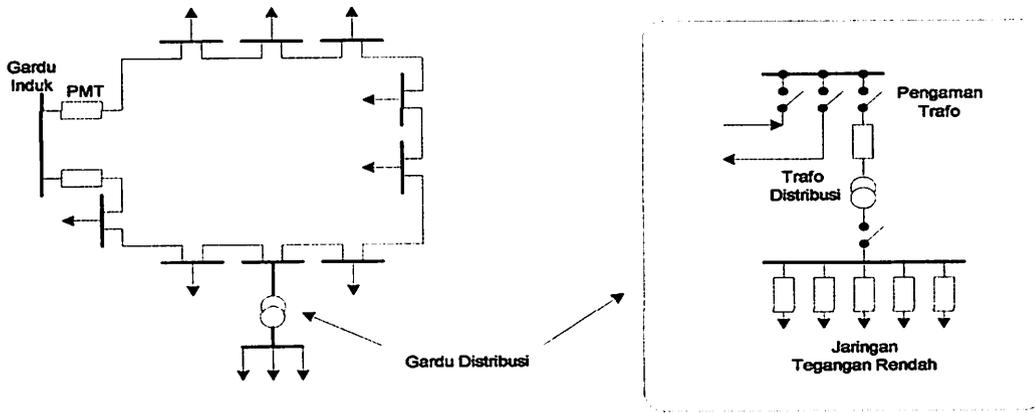 Gardu
Induk
PMT
Gardu Distribusi
Pengaman
Trafo
Trafo
Distribusi
Jaringan
Tegangan Rendah